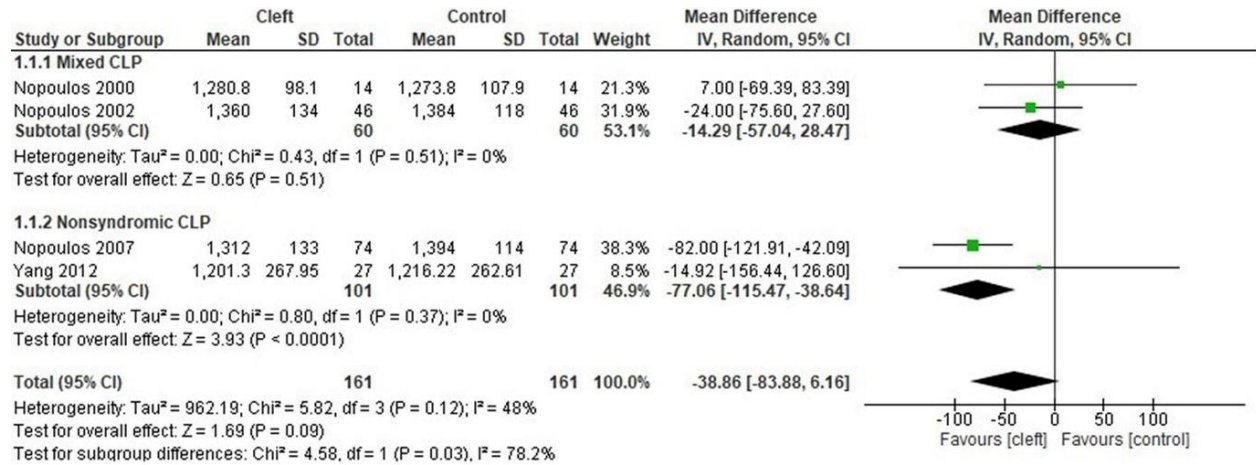 Cleft Control Mean Difference Mean Difference
Study or Subgroup Mean SD Total Mean SD Total Weight IV, Random, 95% CI IV, Random, 95% CI
1.1.1 Mixed CLP
Nopoulos 2000 1,280.8 98.1 14 1,273.8 107.9 14 21.3% 7.00 [-69.39, 83.39]
Nopoulos 2002 1,360 134 46 1,384 118 46 31.9% -24.00 [-75.60, 27.60]
Subtotal (95% CI) 60 60 53.1% -14.29 [-57.04, 28.47]
Heterogeneity: Tau² = 0.00; Chi² = 0.43, df = 1 (P = 0.51); I² = 0%
Test for overall effect: Z = 0.65 (P = 0.51)
1.1.2 Nonsyndromic CLP
Nopoulos 2007 1,312 133 74 1,394 114 74 38.3% -82.00 [-121.91, -42.09]
Yang 2012 1,201.3 267.95 27 1,216.22 262.61 27 8.5% -14.92 [-156.44, 126.60]
Subtotal (95% CI) 101 101 46.9% -77.06 [-115.47, -38.64]
Heterogeneity: Tau² = 0.00; Chi² = 0.80, df = 1 (P = 0.37); I² = 0%
Test for overall effect: Z = 3.93 (P < 0.0001)
Total (95% CI) 161 161 100.0% -38.86 [-83.88, 6.16]
Heterogeneity: Tau² = 962.19; Chi² = 5.82, df = 3 (P = 0.12); I² = 48%
Test for overall effect: Z = 1.69 (P = 0.09)
Test for subgroup differences: Chi² = 4.58, df = 1 (P = 0.03), I² = 78.2%
-100 -50 0 50 100
Favours [cleft] Favours [control]